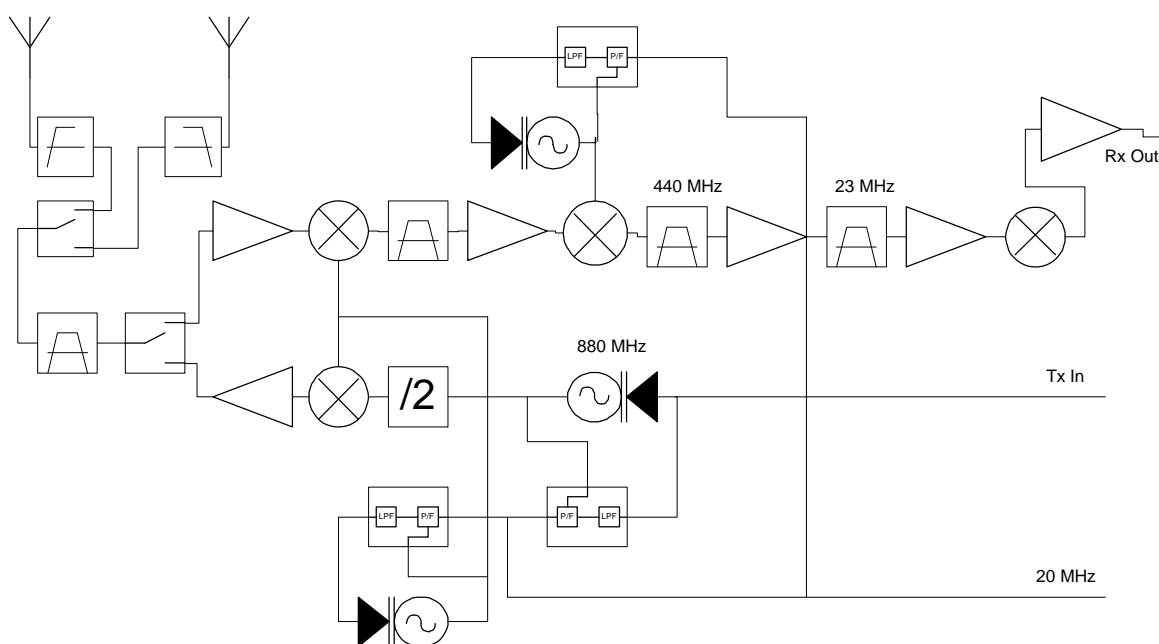 LPF P/F
Rx Out
440 MHz 23 MHz
880 MHz
Tx In
/2
LPF P/F P/F LPF
20 MHz